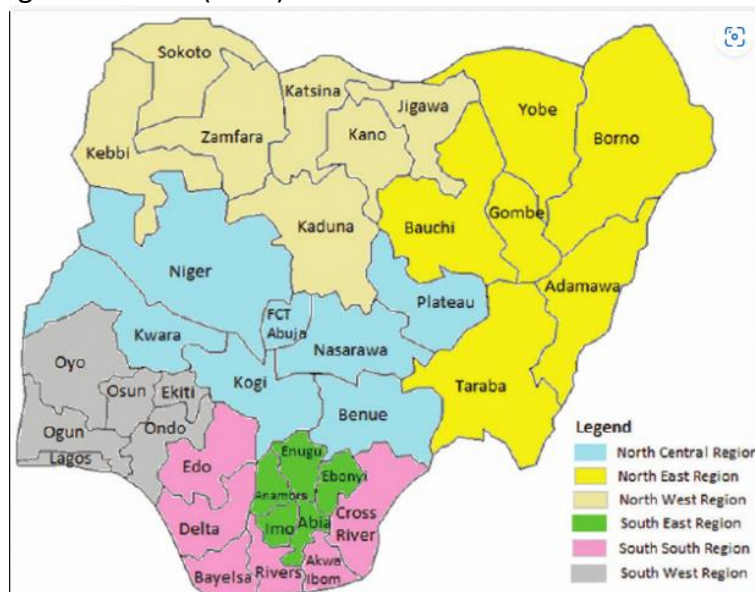 Sokoto
Katsina
Jigawa
Yobe
Borno
Zamfara
Kano
Kebbi
Kaduna
Bauchi
Gombe
Niger
Adamawa
Plateau
FCT
Abuja
Kwara
Nasarawa
Oyo
Taraba
Kogi
Osun
Ekiti
Benue
Ogun
Ondo
Lagos
Edo
Enugu
Ebonyi
Anambra
Delta
Imo
Abia
Cross
River
Bayelsa
Rivers
Akwa
Ibom
Legend
North Central Region
North East Region
North West Region
South East Region
South South Region
South West Region